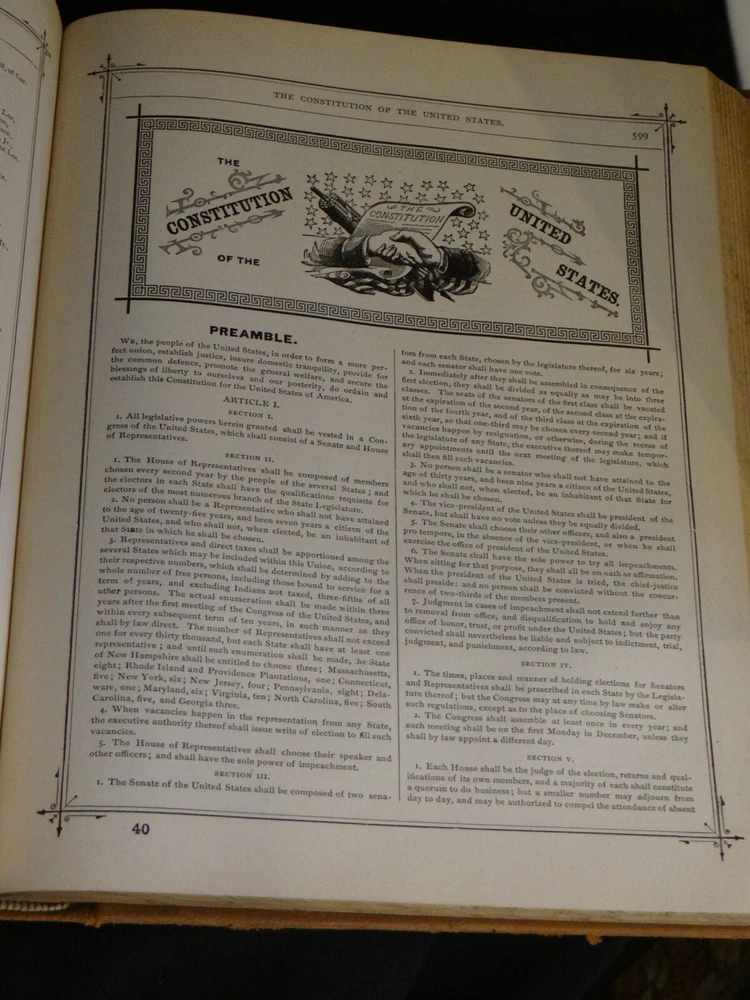 THE CONSTITUTION OF THE UNITED STATES.
599
THE
CONSTITUTION
OF THE
THE
CONSTITUTION
UNITED
STATES.
PREAMBLE.
WE, the people of the United States, in order to form a more per-
fect union, establish justice, insure domestic tranquility, provide for
the common defence, promote the general welfare, and secure the
blessings of liberty to ourselves and our posterity, do ordain and
establish this Constitution for the United States of America.
ARTICLE I.
SECTION I.
1. All legislative powers herein granted shall be vested in a Con-
gress of the United States, which shall consist of a Senate and House
of Representatives.
SECTION II.
1. The House of Representatives shall be composed of members
chosen every second year by the people of the several States; and
the electors in each State shall have the qualifications requisite for
electors of the most numerous branch of the State Legislature.
2. No person shall be a Representative who shall not have attained
to the age of twenty-five years, and been seven years a citizen of the
United States, and who shall not, when elected, be an inhabitant of
that State in which he shall be chosen.
3. Representatives and direct taxes shall be apportioned among the
several States which may be included within this Union, according to
their respective numbers, which shall be determined by adding to the
whole number of free persons, including those bound to service for a
term of years, and excluding Indians not taxed, three-fifths of all
other persons. The actual enumeration shall be made within three
years after the first meeting of the Congress of the United States, and
within every subsequent term of ten years, in such manner as they
shall by law direct. The number of Representatives shall not exceed
one for every thirty thousand, but each State shall have at least one
representative; and until such enumeration shall be made, he State
of New Hampshire shall be entitled to choose three; Massachusetts,
eight; Rhode Island and Providence Plantations, one; Connecticut,
five; New York, six; New Jersey, four; Pennsylvania, eight; Dela-
ware, one; Maryland, six; Virginia, ten; North Carolina, five; South
Carolina, five, and Georgia three.
4. When vacancies happen in the representation from any State,
the executive authority thereof shall issue writs of election to fill such
vacancies.
5. The House of Representatives shall choose their speaker and
other officers; and shall have the sole power of impeachment.
SECTION III.
1. The Senate of the United States shall be composed of two sena-
tors from each State, chosen by the legislature thereof, for six years;
and each senator shall have one vote.
2. Immediately after they shall be assembled in consequence of the
first election, they shall be divided as equally as may be into three
classes. The seats of the senators of the first class shall be vacated
at the expiration of the second year, of the second class at the expira-
tion of the fourth year, and of the third class at the expiration of the
sixth year, so that one-third may be chosen every second year; and if
vacancies happen by resignation, or otherwise, during the recess of
the legislature of any State, the executive thereof may make tempor-
ary appointments until the next meeting of the legislature, which
shall then fill such vacancies.
3. No person shall be a senator who shall not have attained to the
age of thirty years, and been nine years a citizen of the United States,
and who shall not, when elected, be an inhabitant of that State for
which he shall be chosen.
4. The vice-president of the United States shall be president of the
Senate, but shall have no vote unless they be equally divided.
5. The Senate shall choose their other officers, and also a president
pro tempore, in the absence of the vice-president, or when he shall
exercise the office of president of the United States.
6. The Senate shall have the sole power to try all impeachments.
When sitting for that purpose, they shall all be on oath or affirmation.
When the president of the United States is tried, the chief-justice
shall preside: and no person shall be convicted without the concur-
rence of two-thirds of the members present.
7. Judgment in cases of impeachment shall not extend further than
to removal from office, and disqualification to hold and enjoy any
office of honor, trust, or profit under the United States; but the party
convicted shall nevertheless be liable and subject to indictment, trial,
judgment, and punishment, according to law.
SECTION IV.
1. The times, places and manner of holding elections for Senators
and Representatives shall be prescribed in each State by the Legisla-
ture thereof; but the Congress may at any time by law make or alter
such regulations, except as to the place of choosing Senators.
2. The Congress shall assemble at least once in every year; and
such meeting shall be on the first Monday in December, unless they
shall by law appoint a different day.
SECTION V.
1. Each House shall be the judge of the election, returns and qual-
ifications of its own members, and a majority of each shall constitute
a quorum to do business; but a smaller number may adjourn from
day to day, and may be authorized to compel the attendance of absent
40